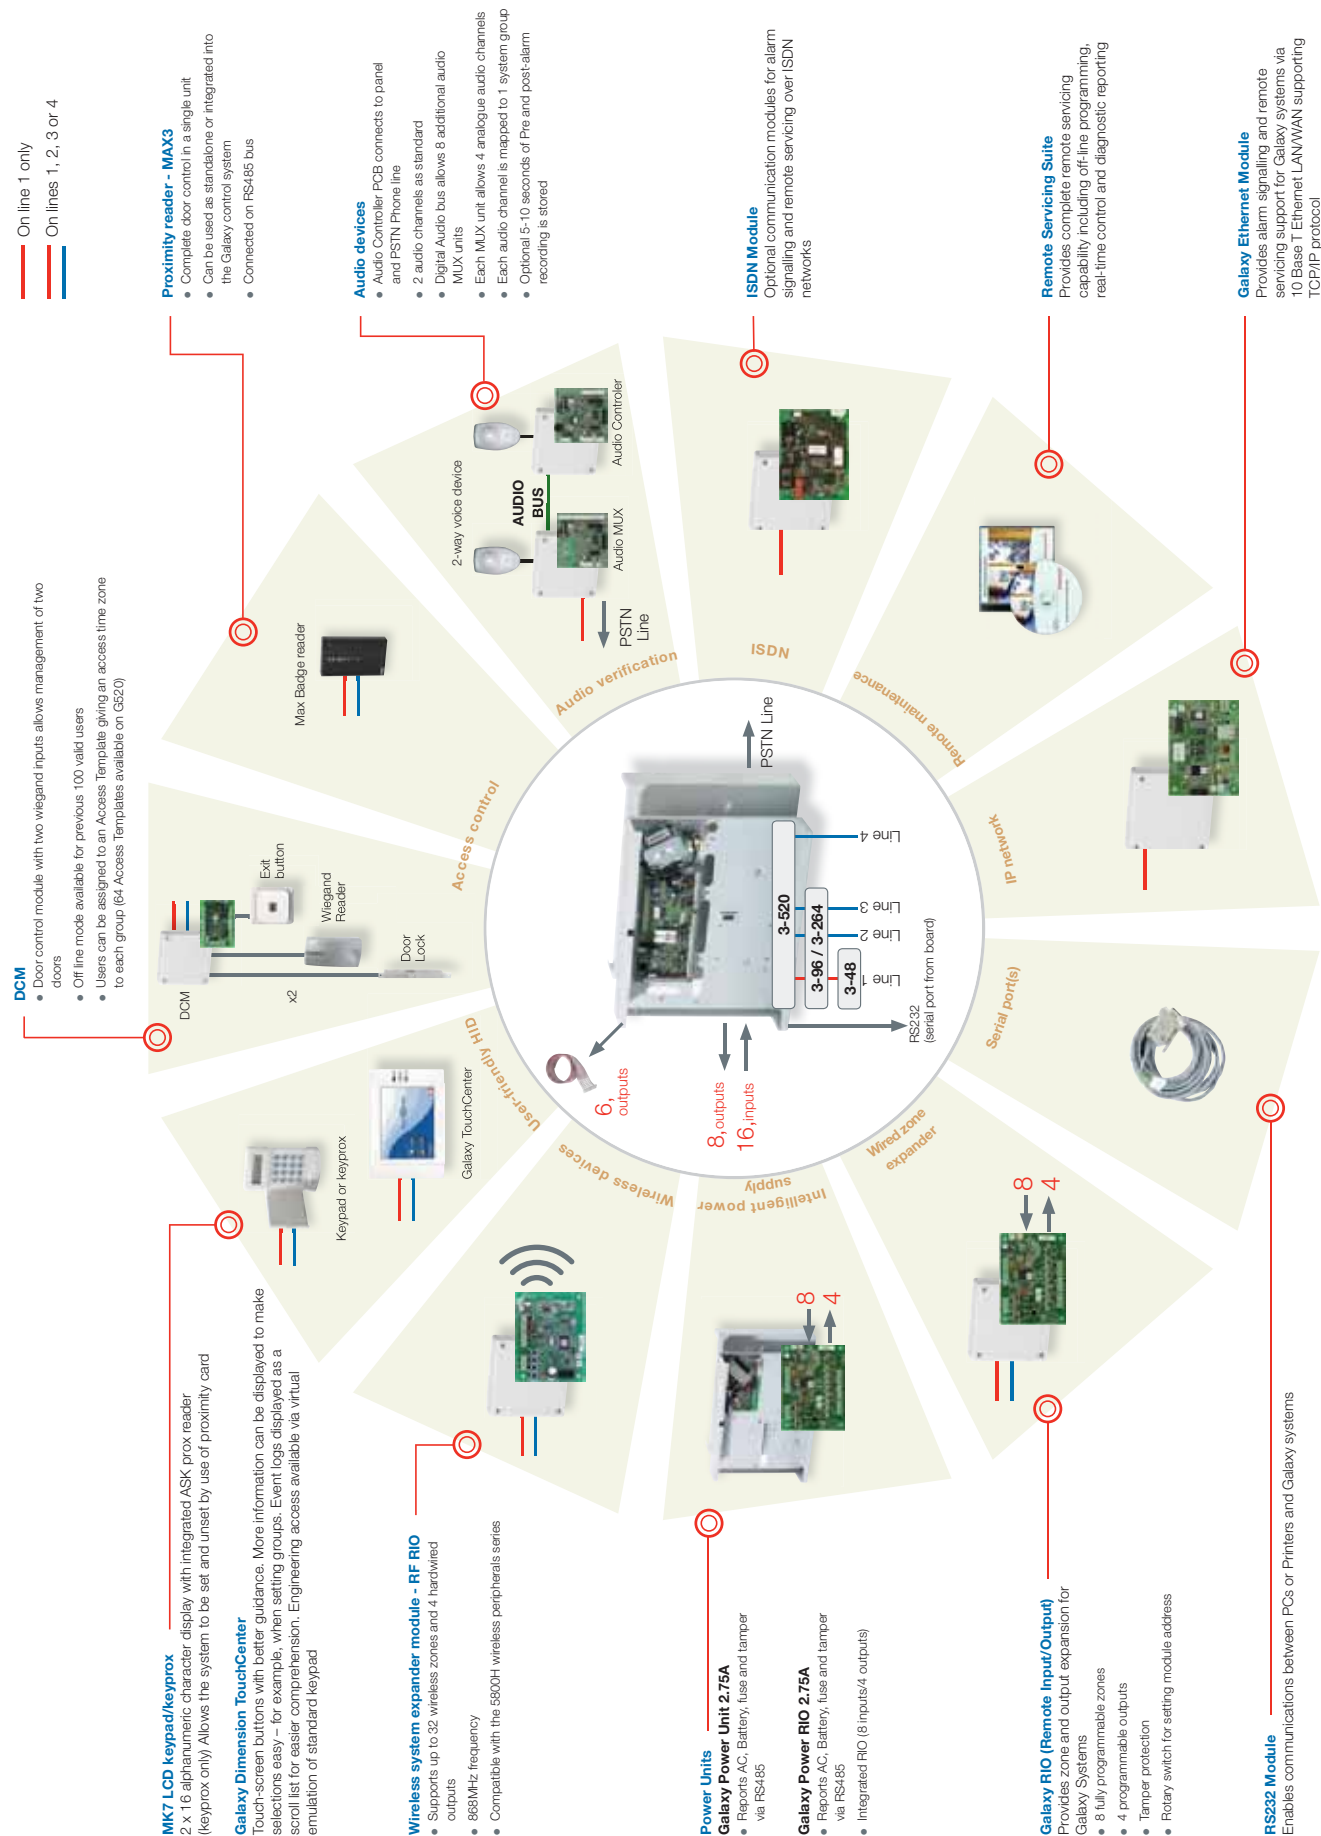 MK7 LCD keypad/keyprox
2 x 16 alphanumeric character display with integrated ASK prox reader
(keyprox only) Allows the system to be set and unset by use of proximity card
Galaxy Dimension TouchCenter
Touch-screen buttons with better guidance. More information can be displayed to make
selections easy – for example, when setting groups. Event logs displayed as a
scroll list for easier comprehension. Engineering access available via virtual
emulation of standard keypad
Wireless system expander module - RF RIO
• Supports up to 32 wireless zones and 4 hardwired
outputs
• 868MHz frequency
• Compatible with the 5800H wireless peripherals series
Power Units
Galaxy Power Unit 2.75A
• Reports AC, Battery, fuse and tamper
via RS485
Galaxy Power RIO 2.75A
• Reports AC, Battery, fuse and tamper
via RS485
• Integrated RIO (8 inputs/4 outputs)
Galaxy RIO (Remote Input/Output)
Provides zone and output expansion for
Galaxy Systems
• 8 fully programmable zones
• 4 programmable outputs
• Tamper protection
• Rotary switch for setting module address
RS232 Module
Enables communications between PCs or Printers and Galaxy systems
DCM
• Door control module with two wiegand inputs allows management of two
doors
• Off line mode available for previous 100 valid users
• Users can be assigned to an Access Template giving an access time zone
to each group (64 Access Templates available on G520)
On line 1 only
On lines 1, 2, 3 or 4
Proximity reader - MAX3
• Complete door control in a single unit
• Can be used as standalone or integrated into
the Galaxy control system
• Connected on RS485 bus
Audio devices
• Audio Controller PCB connects to panel
and PSTN Phone line
• 2 audio channels as standard
• Digital Audio bus allows 8 additional audio
MUX units
• Each MUX unit allows 4 analogue audio channels
• Each audio channel is mapped to 1 system group
• Optional 5-10 seconds of Pre and post-alarm
recording is stored
ISDN Module
Optional communication modules for alarm
signalling and remote servicing over ISDN
networks
Remote Servicing Suite
Provides complete remote servicing
capability including off-line programming,
real-time control and diagnostic reporting
Galaxy Ethernet Module
Provides alarm signalling and remote
servicing support for Galaxy systems via
10 Base T Ethernet LAN/WAN supporting
TCP/IP protocol
DCM
x2
Exit
button
Wiegand
Reader
Door
Lock
Max Badge reader
2-way voice device
AUDIO
BUS
Audio MUX
Audio Controler
PSTN
Line
Keypad or keyprox
Galaxy TouchCenter
8
4
8
4
User-friendly HID
Access control
Audio verification
ISDN
Remote maintenance
IP network
Serial port(s)
Wired zone
expander
Intelligent power
supply
Wireless devices
6,
outputs
8,outputs
16,inputs
RS232
(serial port from board)
3-520
3-96 / 3-264
3-48
Line 1
Line 2
Line 3
Line 4
PSTN Line